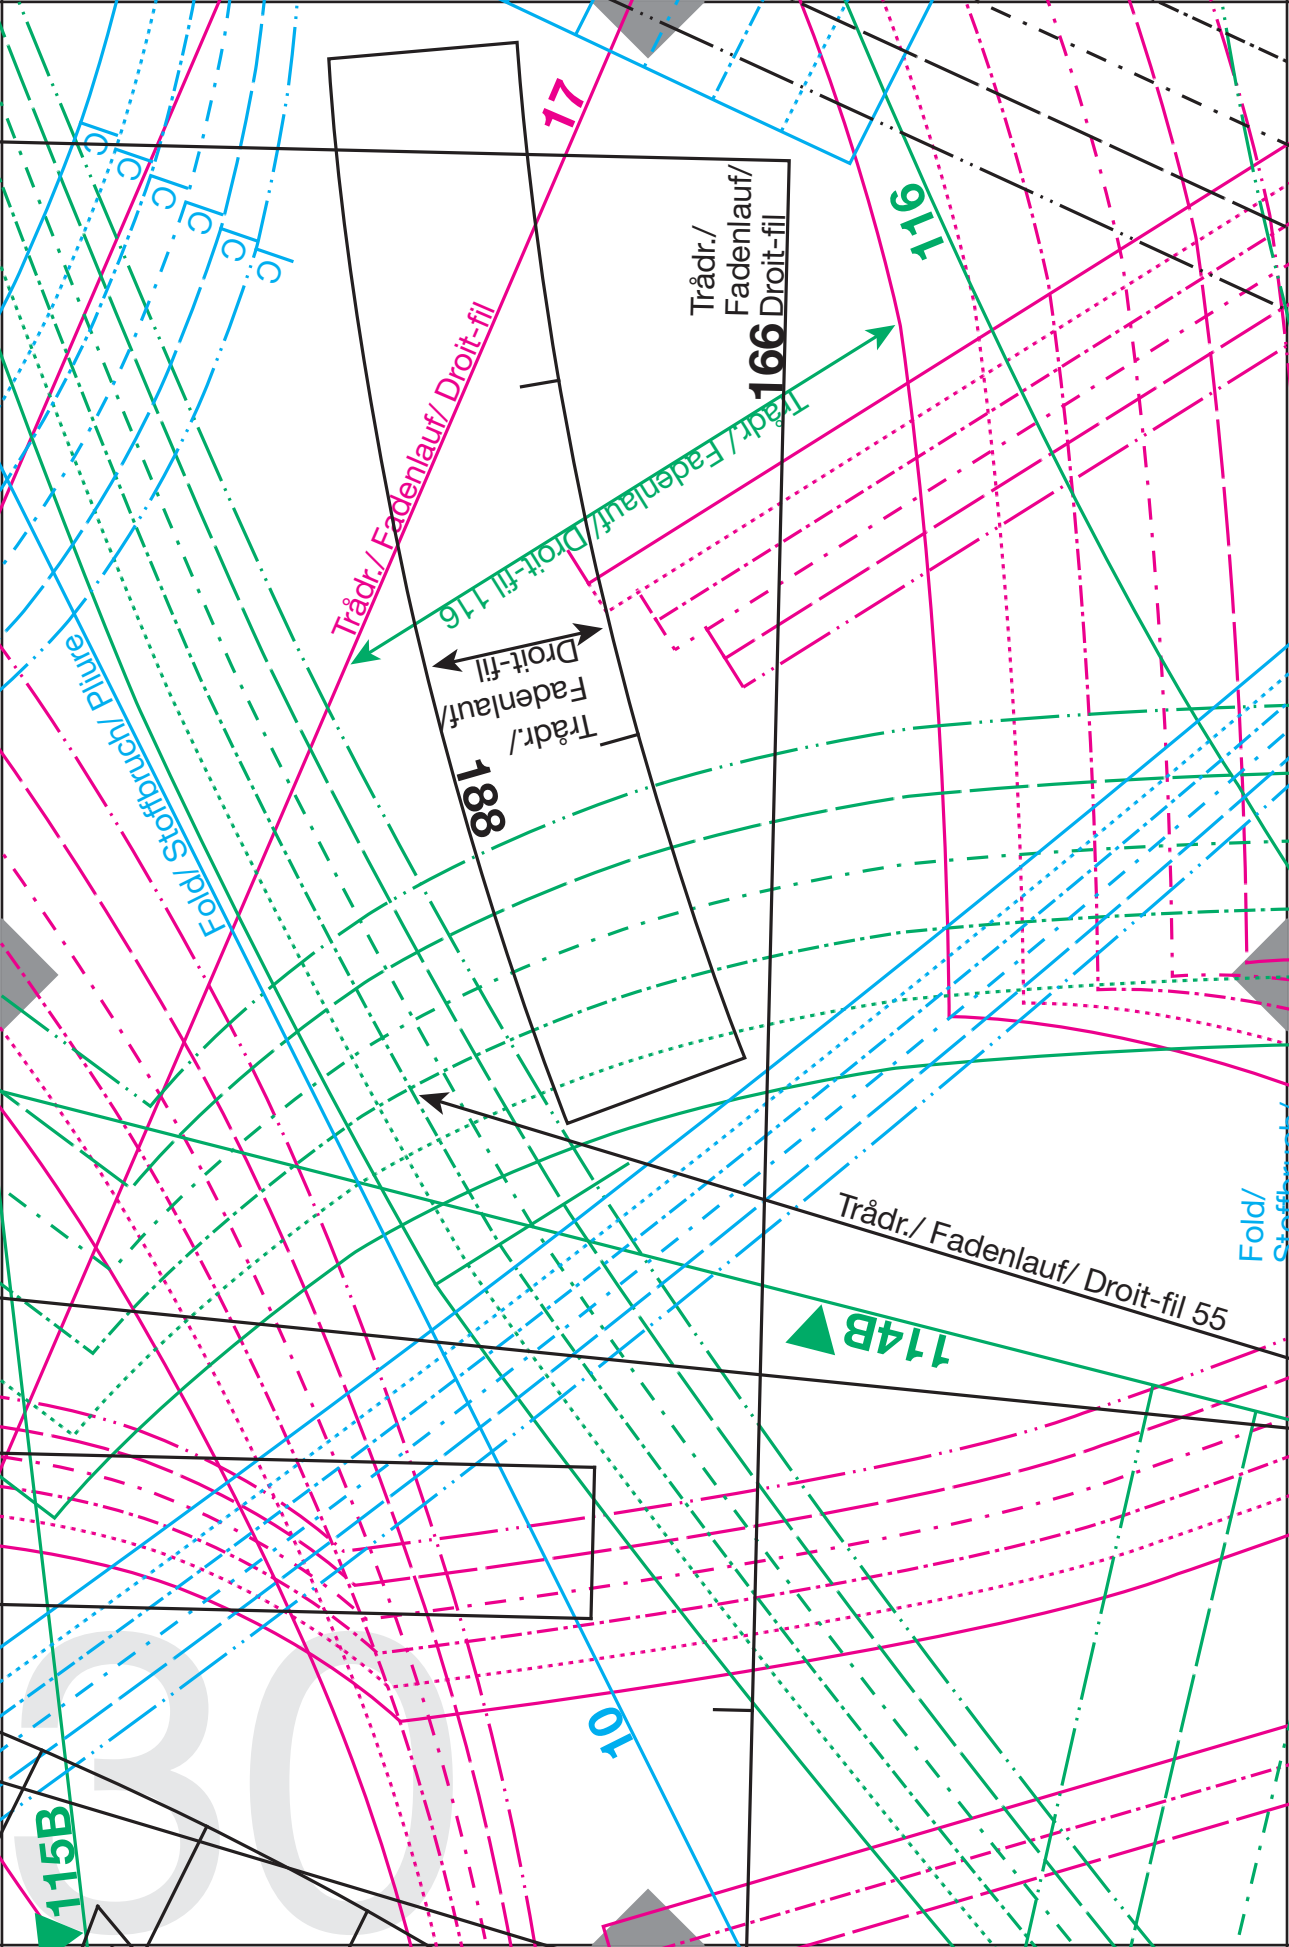 C
C
C
C
C
C
17
Trådr./ Fadenlauf/ Droit-fil
Trådr./
Fadenlauf/
Droit-fil
166
116
Trådr./ Fadenlauf/ Droit-fil 116
Trådr./
Fadenlauf/
Droit-fil
188
Fold/ Stoffbruch/ Pliure
Trådr./ Fadenlauf/ Droit-fil 55
Fold/
114B
10
30
115B